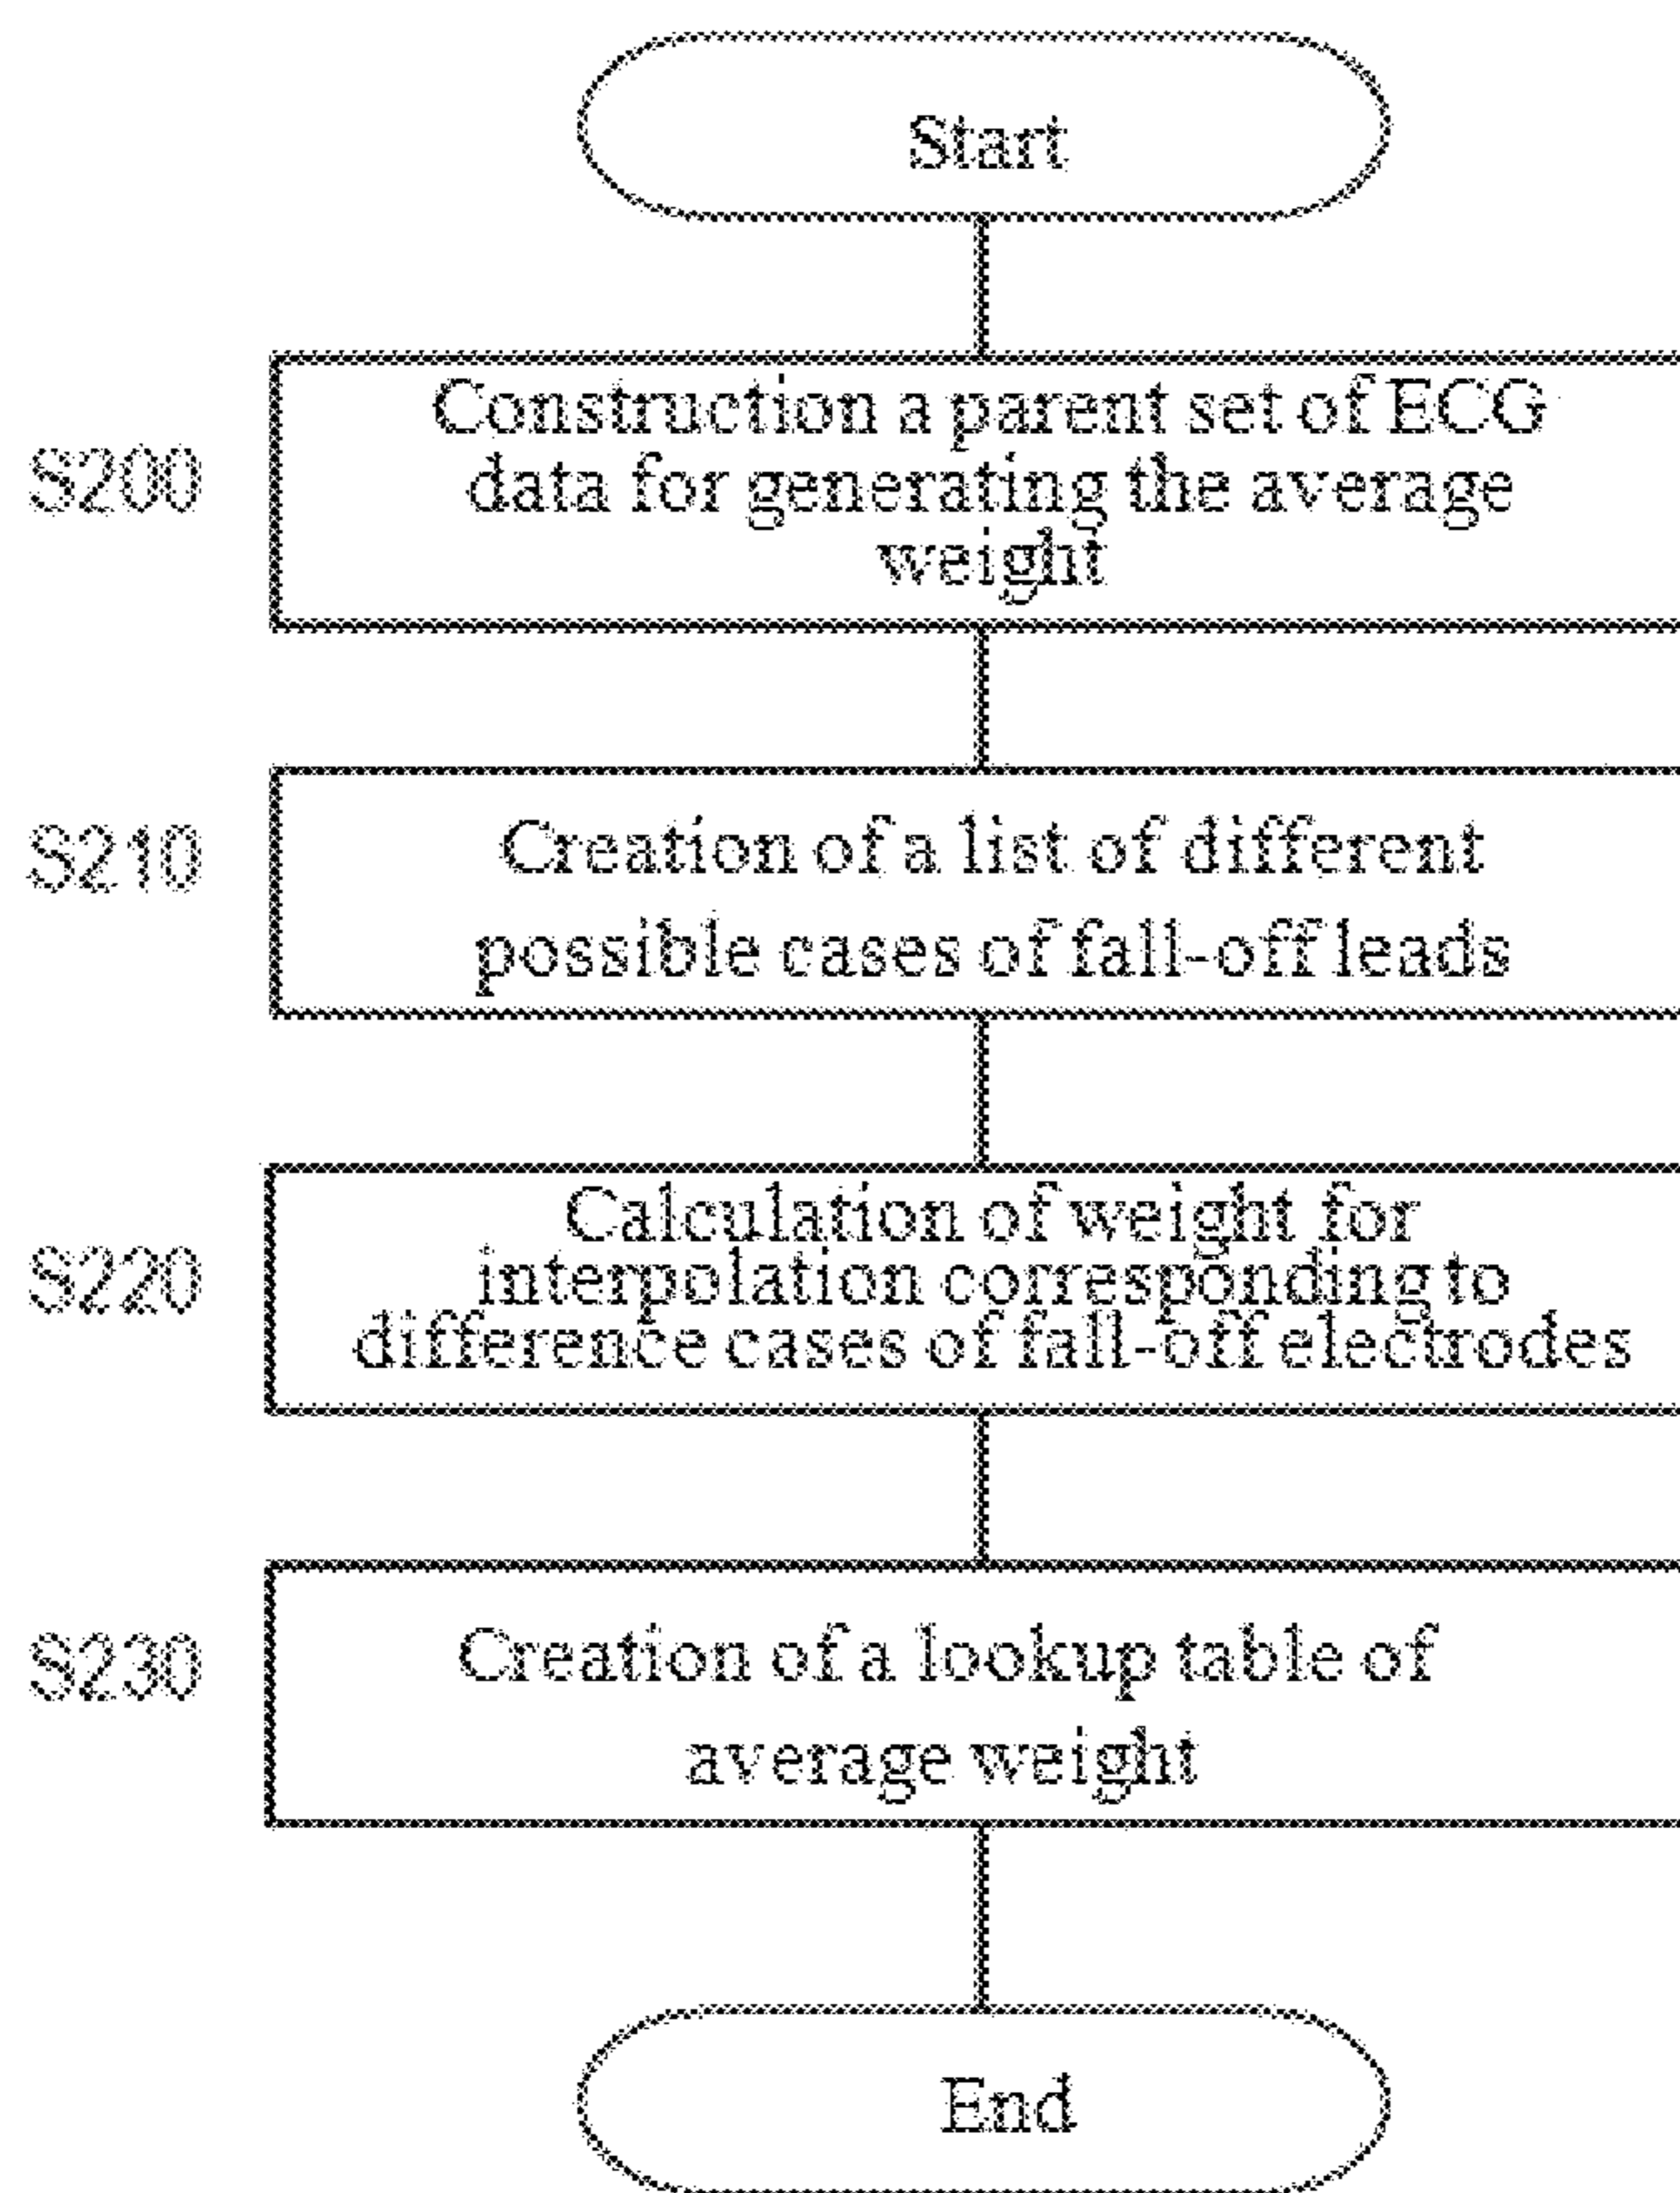 Start
S200
Construction a parent set of ECG
data for generating the average
weight
S210
Creation of a list of different
possible cases of fall-off leads
S220
Calculation of weight for
interpolation corresponding to
difference cases of fall-off electrodes
S230
Creation of a lookup table of
average weight
End